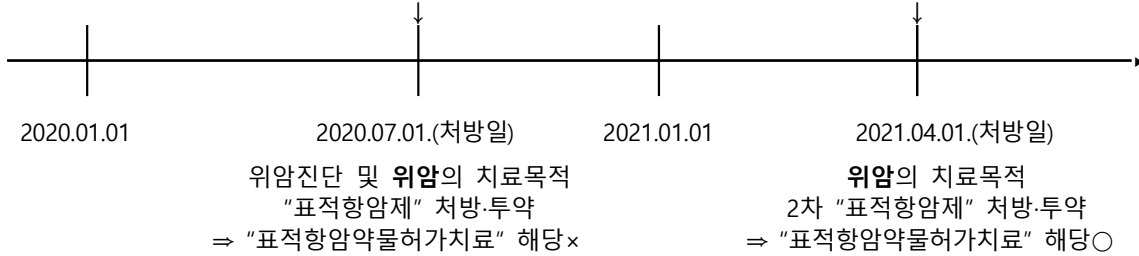 ↓ ↓
2020.01.01 2020.07.01.(처방일) 2021.01.01 2021.04.01.(처방일)
위암진단 및 위암의 치료목적
“표적항암제” 처방·투약
⇒ “표적항암약물허가치료” 해당×
위암의 치료목적
2차 “표적항암제” 처방·투약
⇒ “표적항암약물허가치료” 해당○